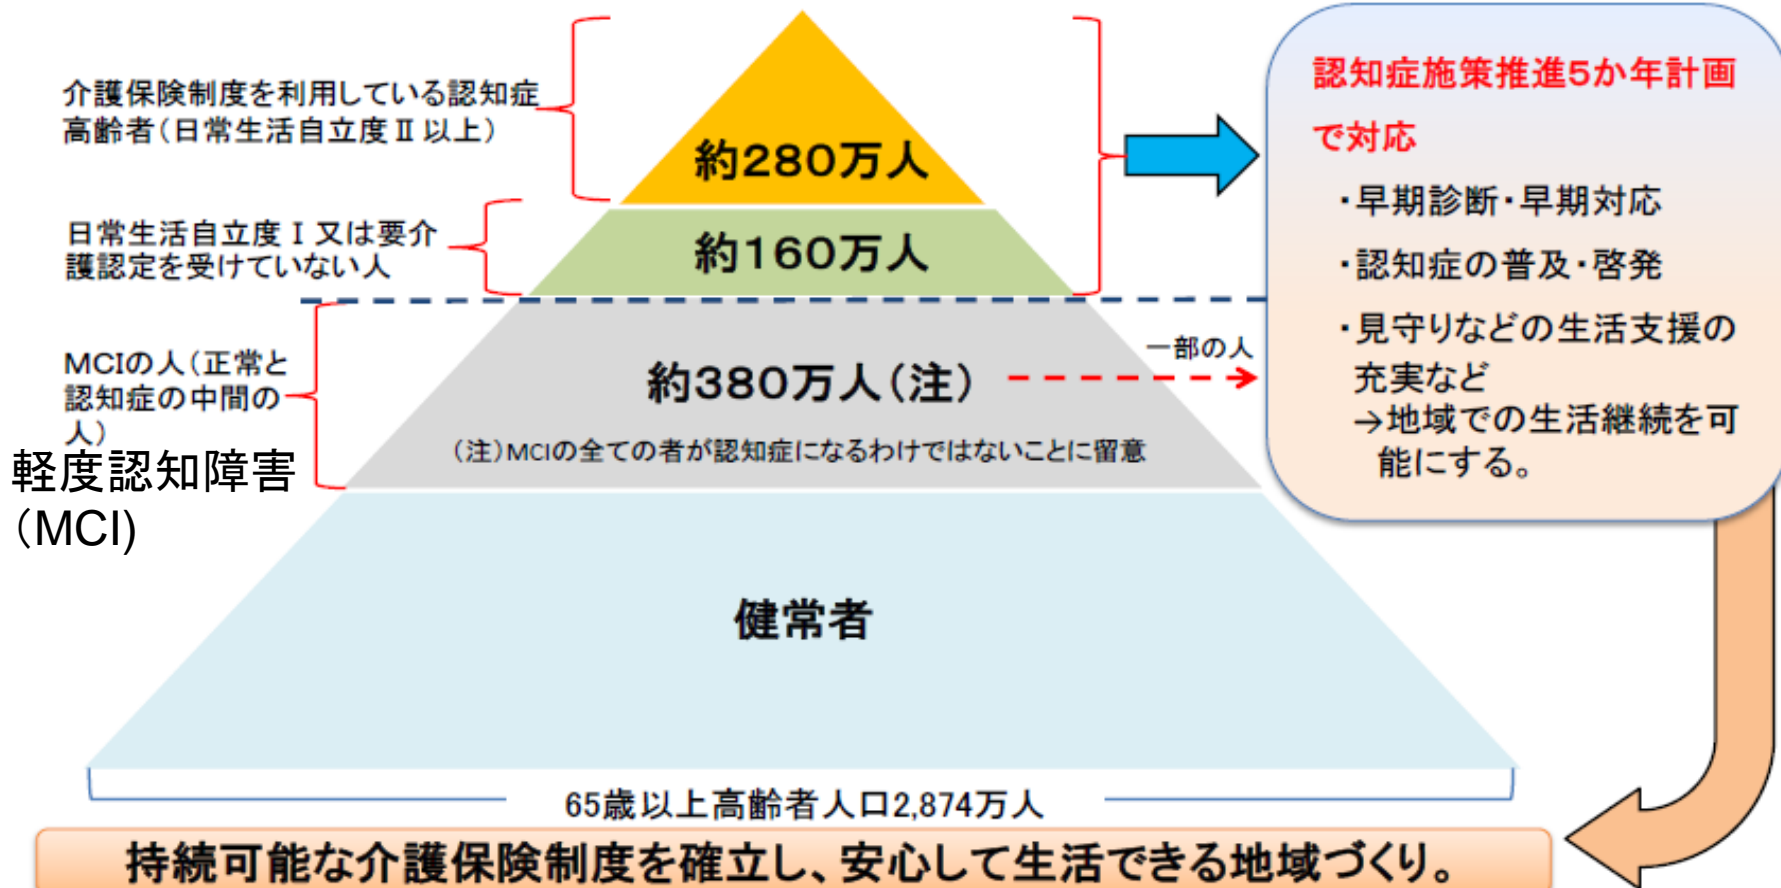 介護保険制度を利用している認知症
高齢者(日常生活自立度Ⅱ以上)
約280万人
日常生活自立度Ⅰ又は要介
護認定を受けていない人
約160万人
MCIの人(正常と
認知症の中間の
人)
軽度認知障害
(MCI)
約380万人(注)
一部の人
(注)MCIの全ての者が認知症になるわけではないことに留意
健常者
65歳以上高齢者人口2,874万人
認知症施策推進5か年計画
で対応
・早期診断・早期対応
・認知症の普及・啓発
・見守りなどの生活支援の
充実など
→地域での生活継続を可
能にする。
持続可能な介護保険制度を確立し、安心して生活できる地域づくり。